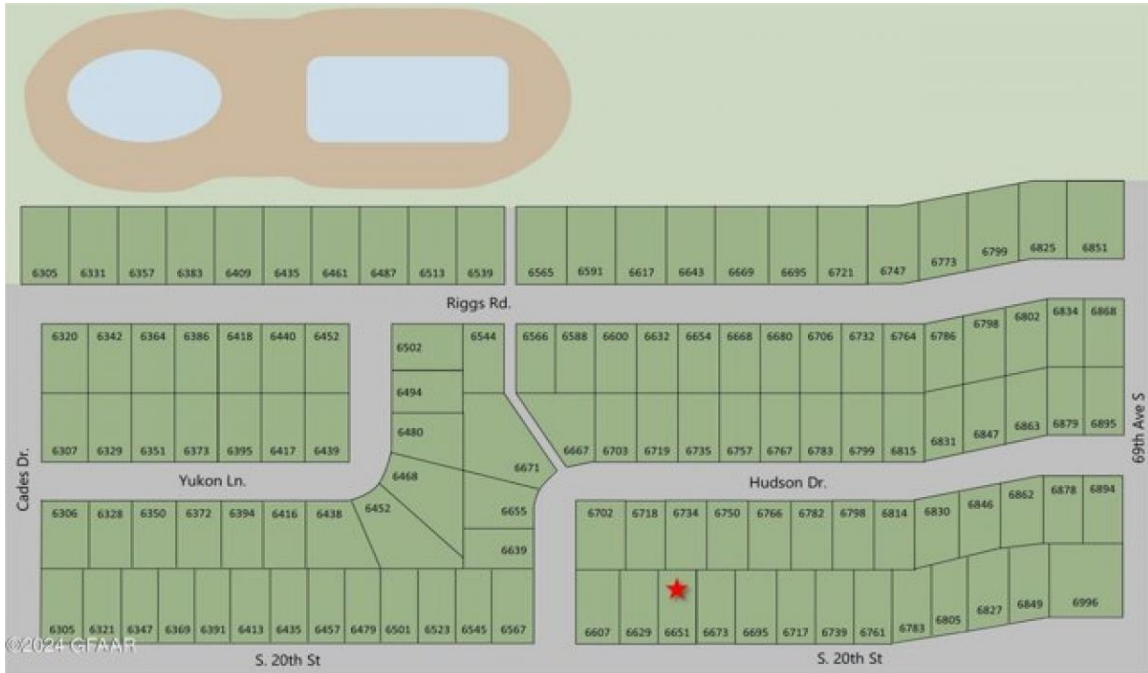 6305 6331 6357 6383 6409 6435 6461 6487 6513 6539 6565 6591 6617 6643 6669 6695 6721 6747 6773 6799 6825 6851
Riggs Rd.
6320 6342 6364 6386 6418 6440 6452 6502 6544 6566 6588 6600 6632 6654 6668 6680 6706 6732 6764 6786 6798 6802 6834 6868
6494
6480
6307 6329 6351 6373 6395 6417 6439 6468 6671 6667 6703 6719 6735 6757 6767 6783 6799 6815 6831 6847 6863 6879 6895
Cades Dr.
69th Ave S
Yukon Ln.
Hudson Dr.
6306 6328 6350 6372 6394 6416 6438 6452 6655 6702 6718 6734 6750 6766 6782 6798 6814 6830 6846 6862 6878 6894
6639
6305 6321 6347 6369 6391 6413 6435 6457 6479 6501 6523 6545 6567 6607 6629 6651 6673 6695 6717 6739 6761 6783 6805 6827 6849 6996
©2024 GFAAR
S. 20th St
S. 20th St